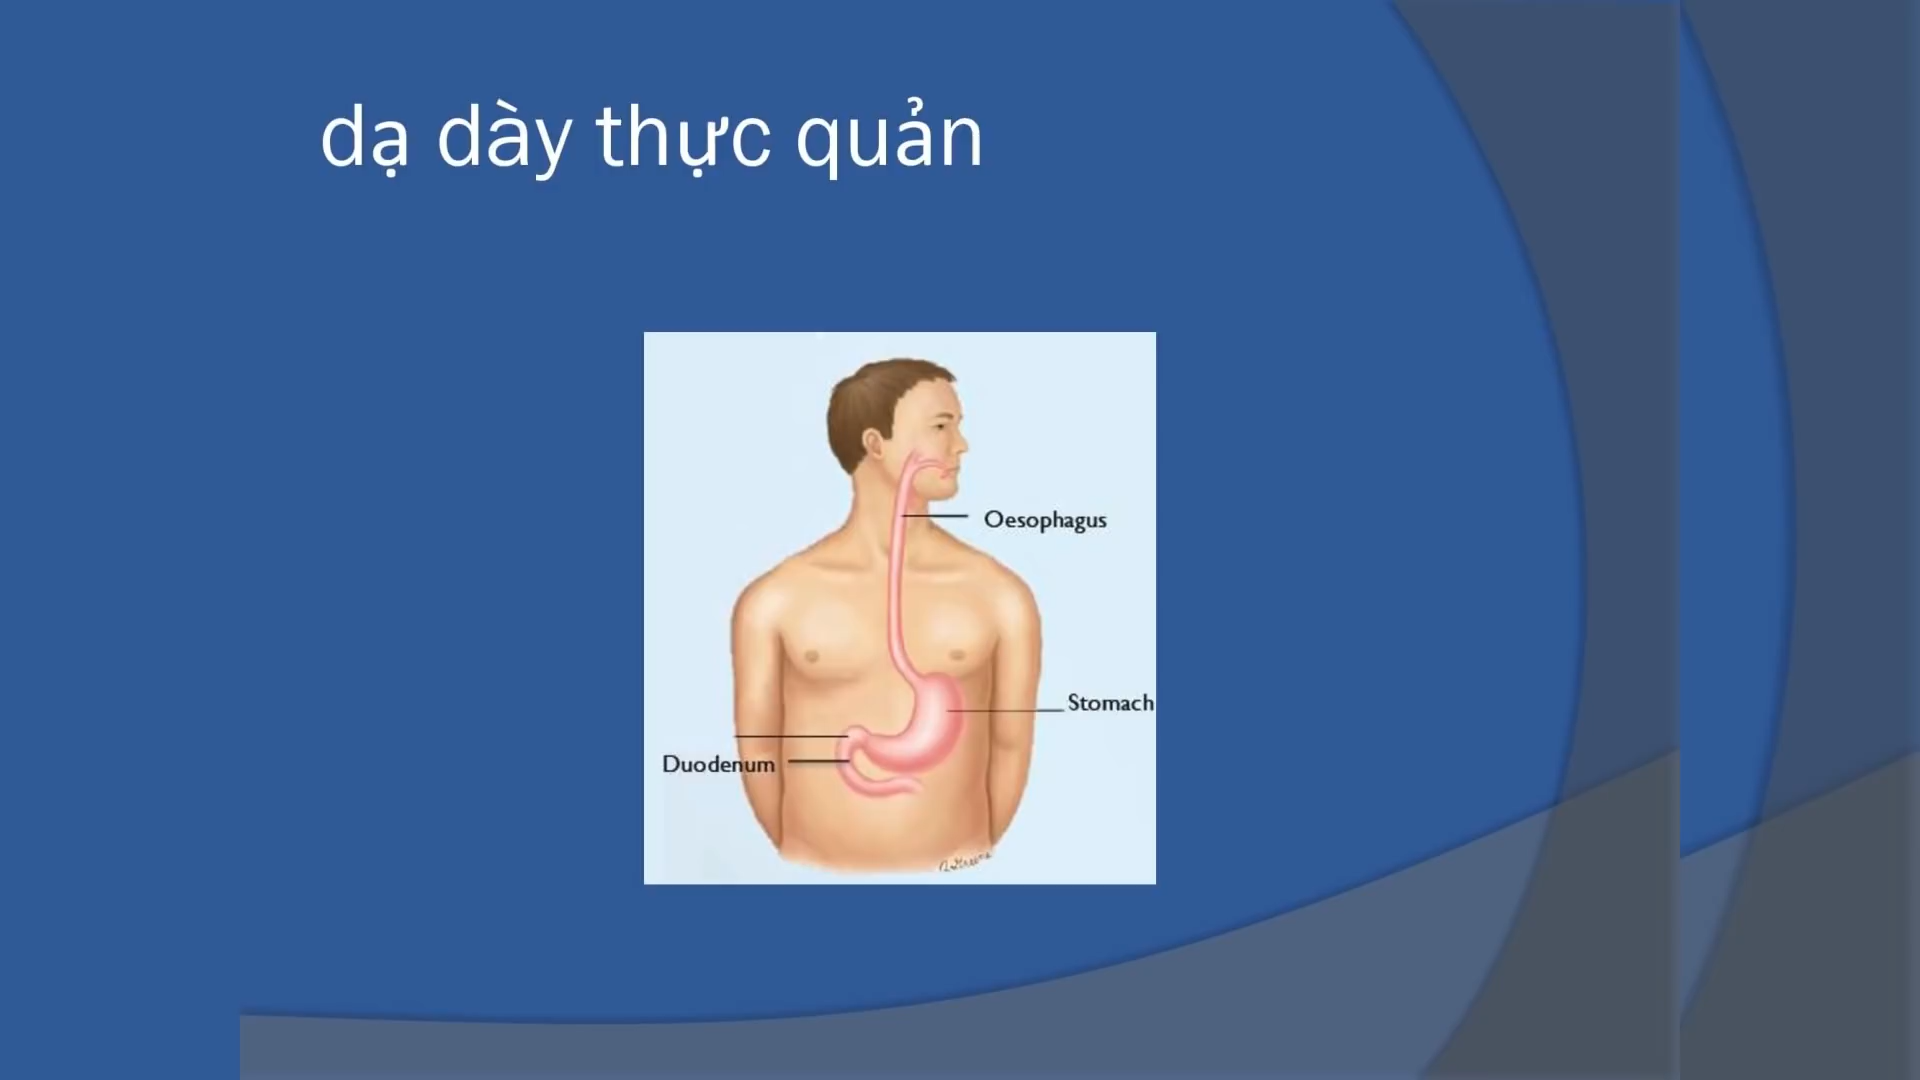 dạ dày thực quản
Oesophagus
Stomach
Duodenum